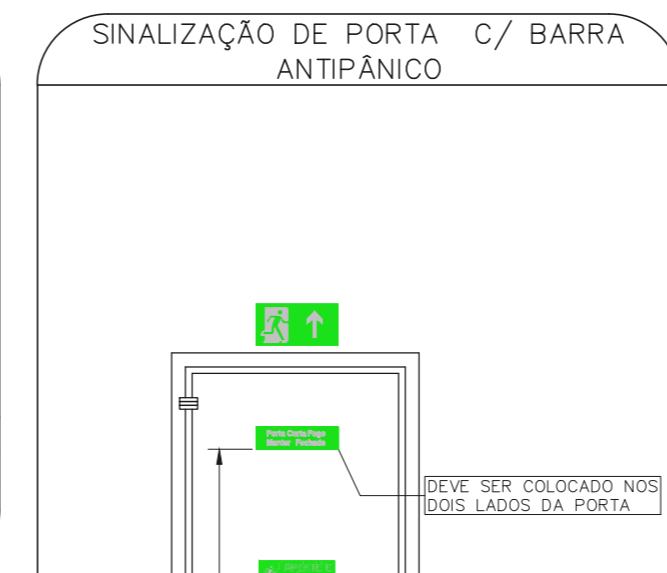 SINALIZAÇÃO DE PORTA C/ BARRA
ANTIPÂNICO
Porta Corta Fogo
Manter Fechada
DEVE SER COLOCADO NOS
DOIS LADOS DA PORTA